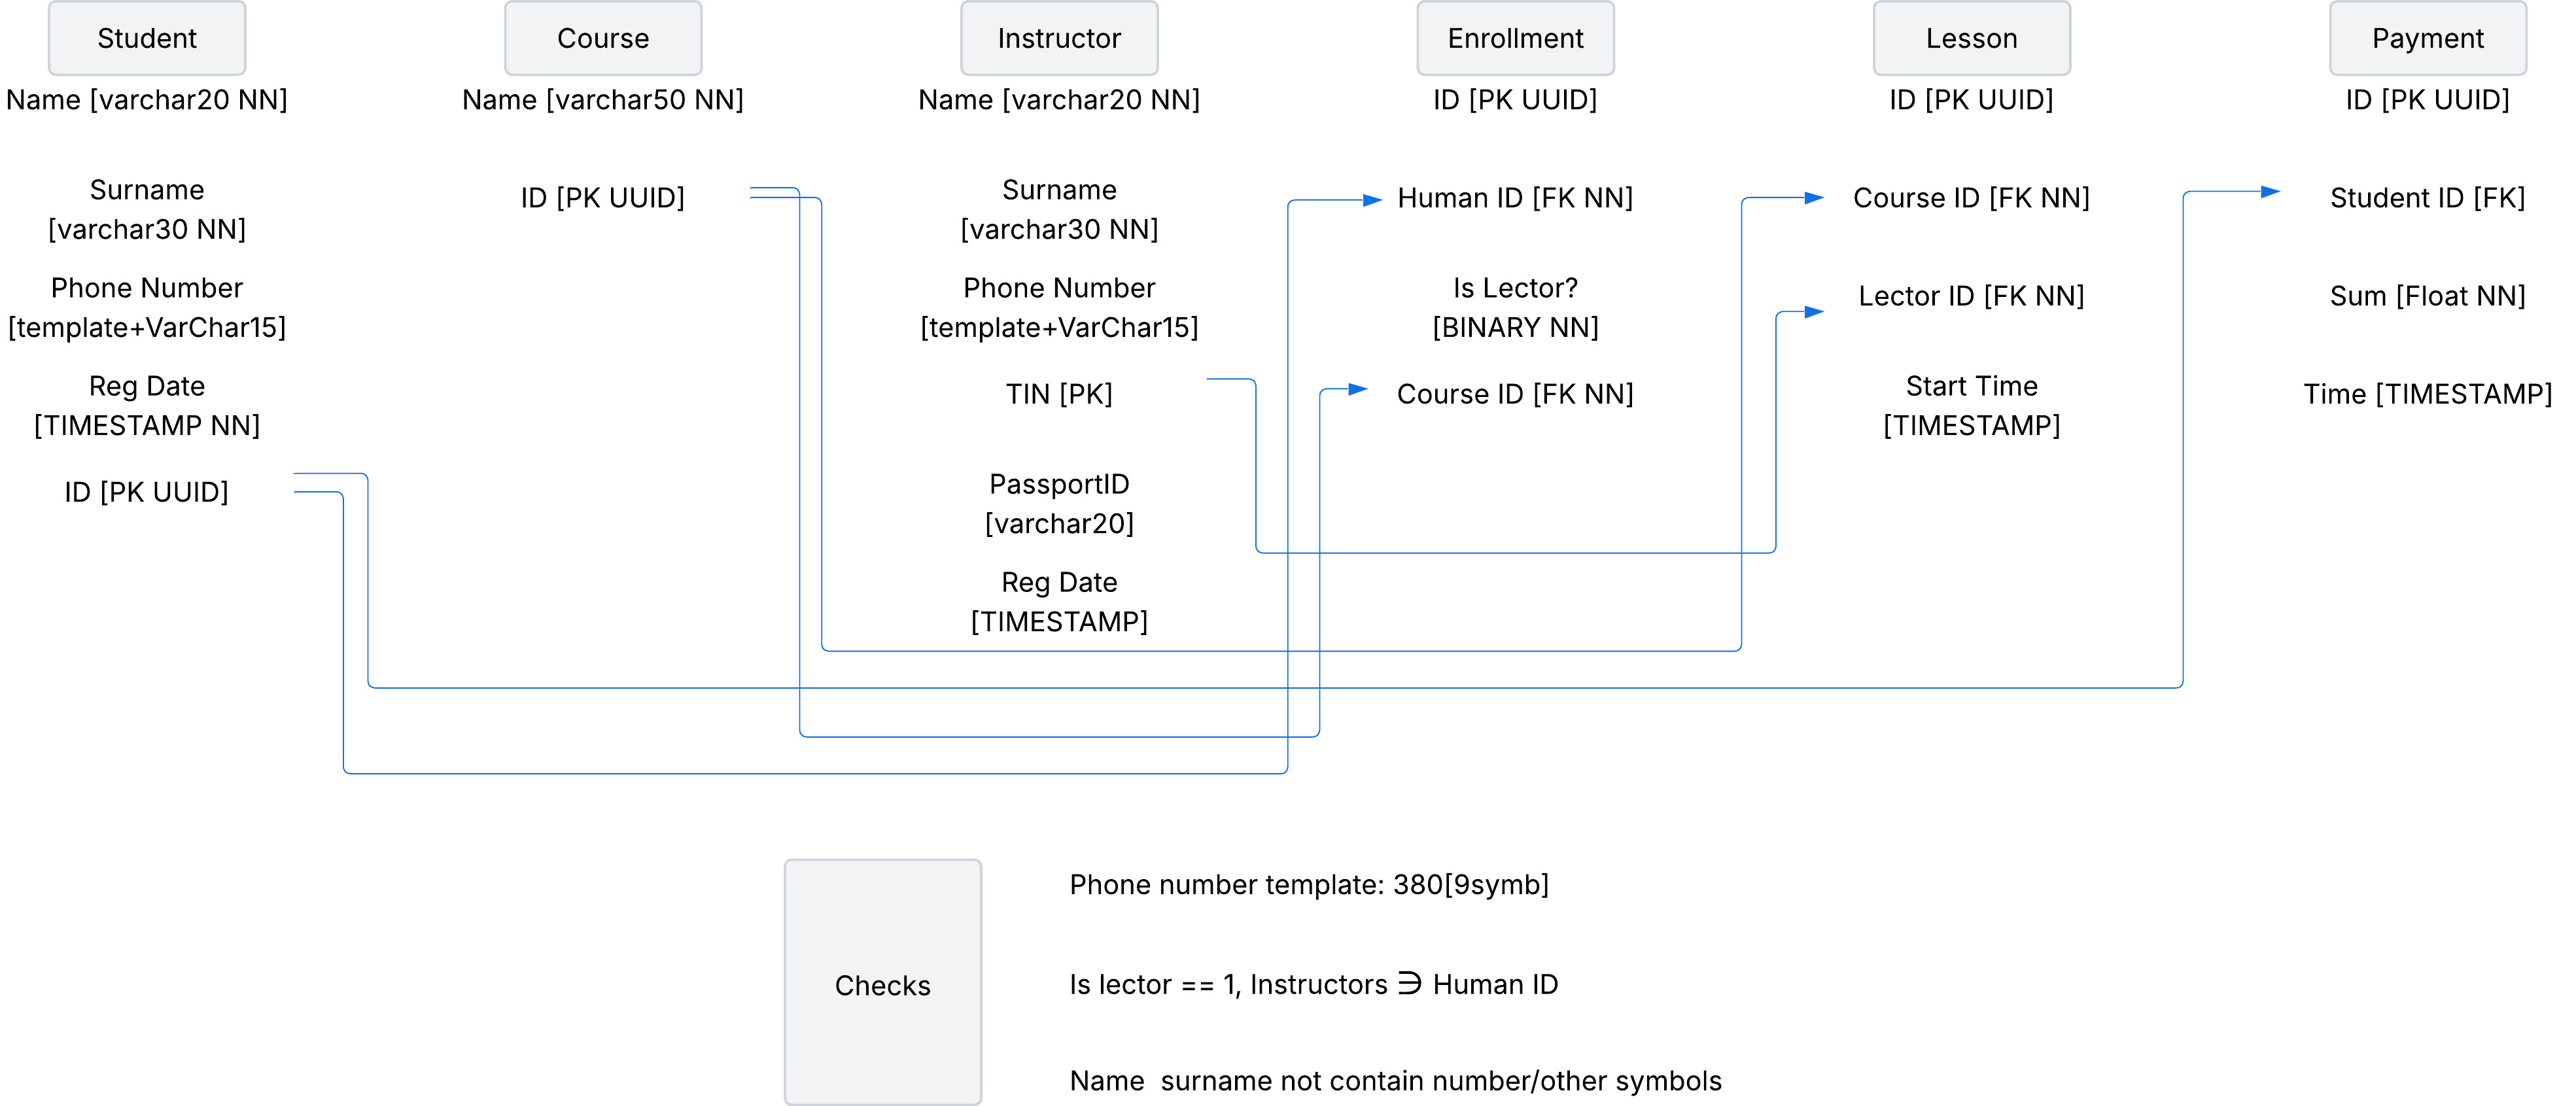 Student
Name [varchar20 NN]
Surname
[varchar30 NN]
Phone Number
[template+VarChar15]
Reg Date
[TIMESTAMP NN]
ID [PK UUID]
Course
Name [varchar50 NN]
ID [PK UUID]
Instructor
Name [varchar20 NN]
Surname
[varchar30 NN]
Phone Number
[template+VarChar15]
TIN [PK]
PassportID
[varchar20]
Reg Date
[TIMESTAMP]
Enrollment
ID [PK UUID]
Human ID [FK NN]
Is Lector?
[BINARY NN]
Course ID [FK NN]
Lesson
ID [PK UUID]
Course ID [FK NN]
Lector ID [FK NN]
Start Time
[TIMESTAMP]
Payment
ID [PK UUID]
Student ID [FK]
Sum [Float NN]
Time [TIMESTAMP]
Checks
Phone number template: 380[9symb]
Is lector == 1, Instructors ∋ Human ID
Name  surname not contain number/other symbols